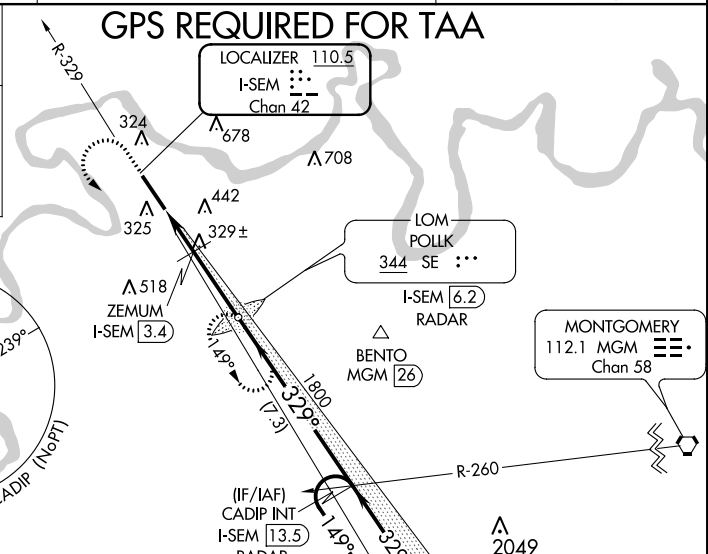 GPS REQUIRED FOR TAA
R-329
LOCALIZER 110.5
I-SEM
Chan 42
324
678
708
442
325
329±
LOM
POLLK
344 SE
I-SEM 6.2
RADAR
518
ZEMUM
I-SEM 3.4
BENTO
MGM 26
MONTGOMERY
112.1 MGM
Chan 58
239°
149°
(7.3)
1800
329°
CADIP (NoPT)
R-260
(IF/IAF)
CADIP INT
I-SEM 13.5
RADAR
149°
329
2049